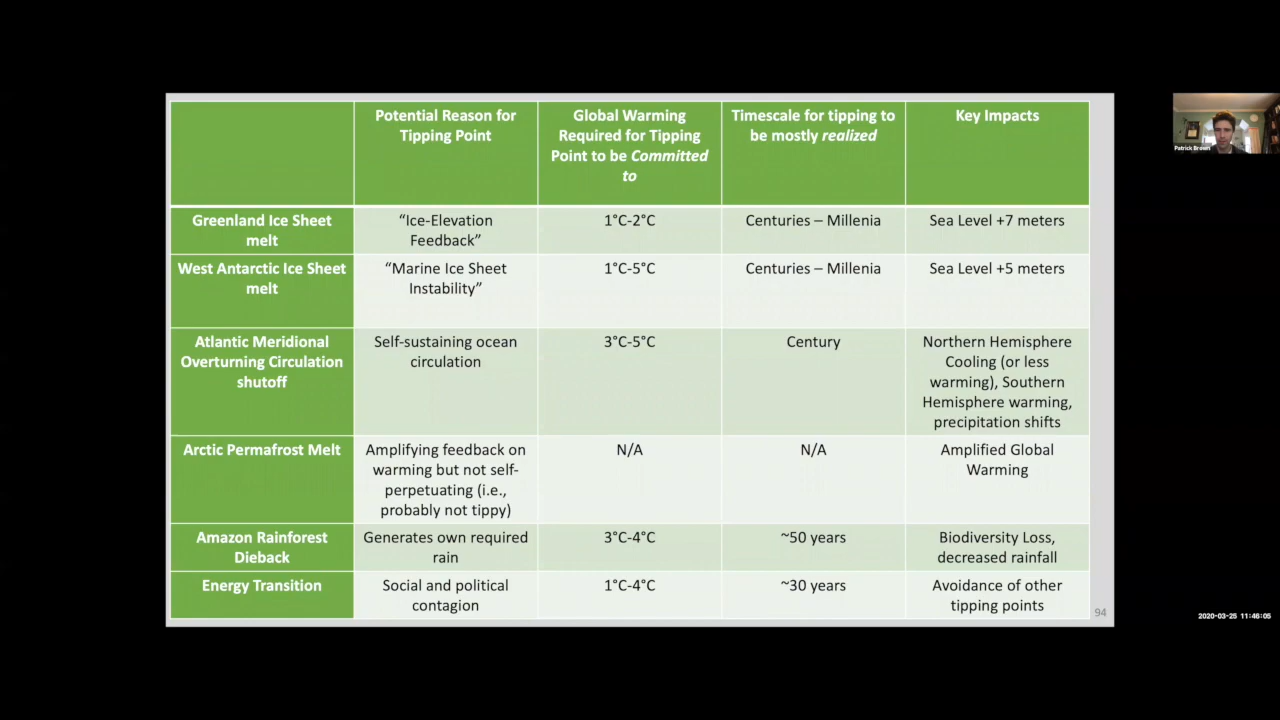 Potential Reason for
Tipping Point
Global Warming
Required for Tipping
Point to be Committed
to
Timescale for tipping to
be mostly realized
Key Impacts
Greenland Ice Sheet
melt
“Ice-Elevation
Feedback”
1°C-2°C
Centuries – Millenia
Sea Level +7 meters
West Antarctic Ice Sheet
melt
“Marine Ice Sheet
Instability”
1°C-5°C
Centuries – Millenia
Sea Level +5 meters
Atlantic Meridional
Overturning Circulation
shutoff
Self-sustaining ocean
circulation
3°C-5°C
Century
Northern Hemisphere
Cooling (or less
warming), Southern
Hemisphere warming,
precipitation shifts
Arctic Permafrost Melt
Amplifying feedback on
warming but not self-
perpetuating (i.e.,
probably not tippy)
N/A
N/A
Amplified Global
Warming
Amazon Rainforest
Dieback
Generates own required
rain
3°C-4°C
~50 years
Biodiversity Loss,
decreased rainfall
Energy Transition
Social and political
contagion
1°C-4°C
~30 years
Avoidance of other
tipping points
94
Patrick Brown
2020-03-25 11:46:05